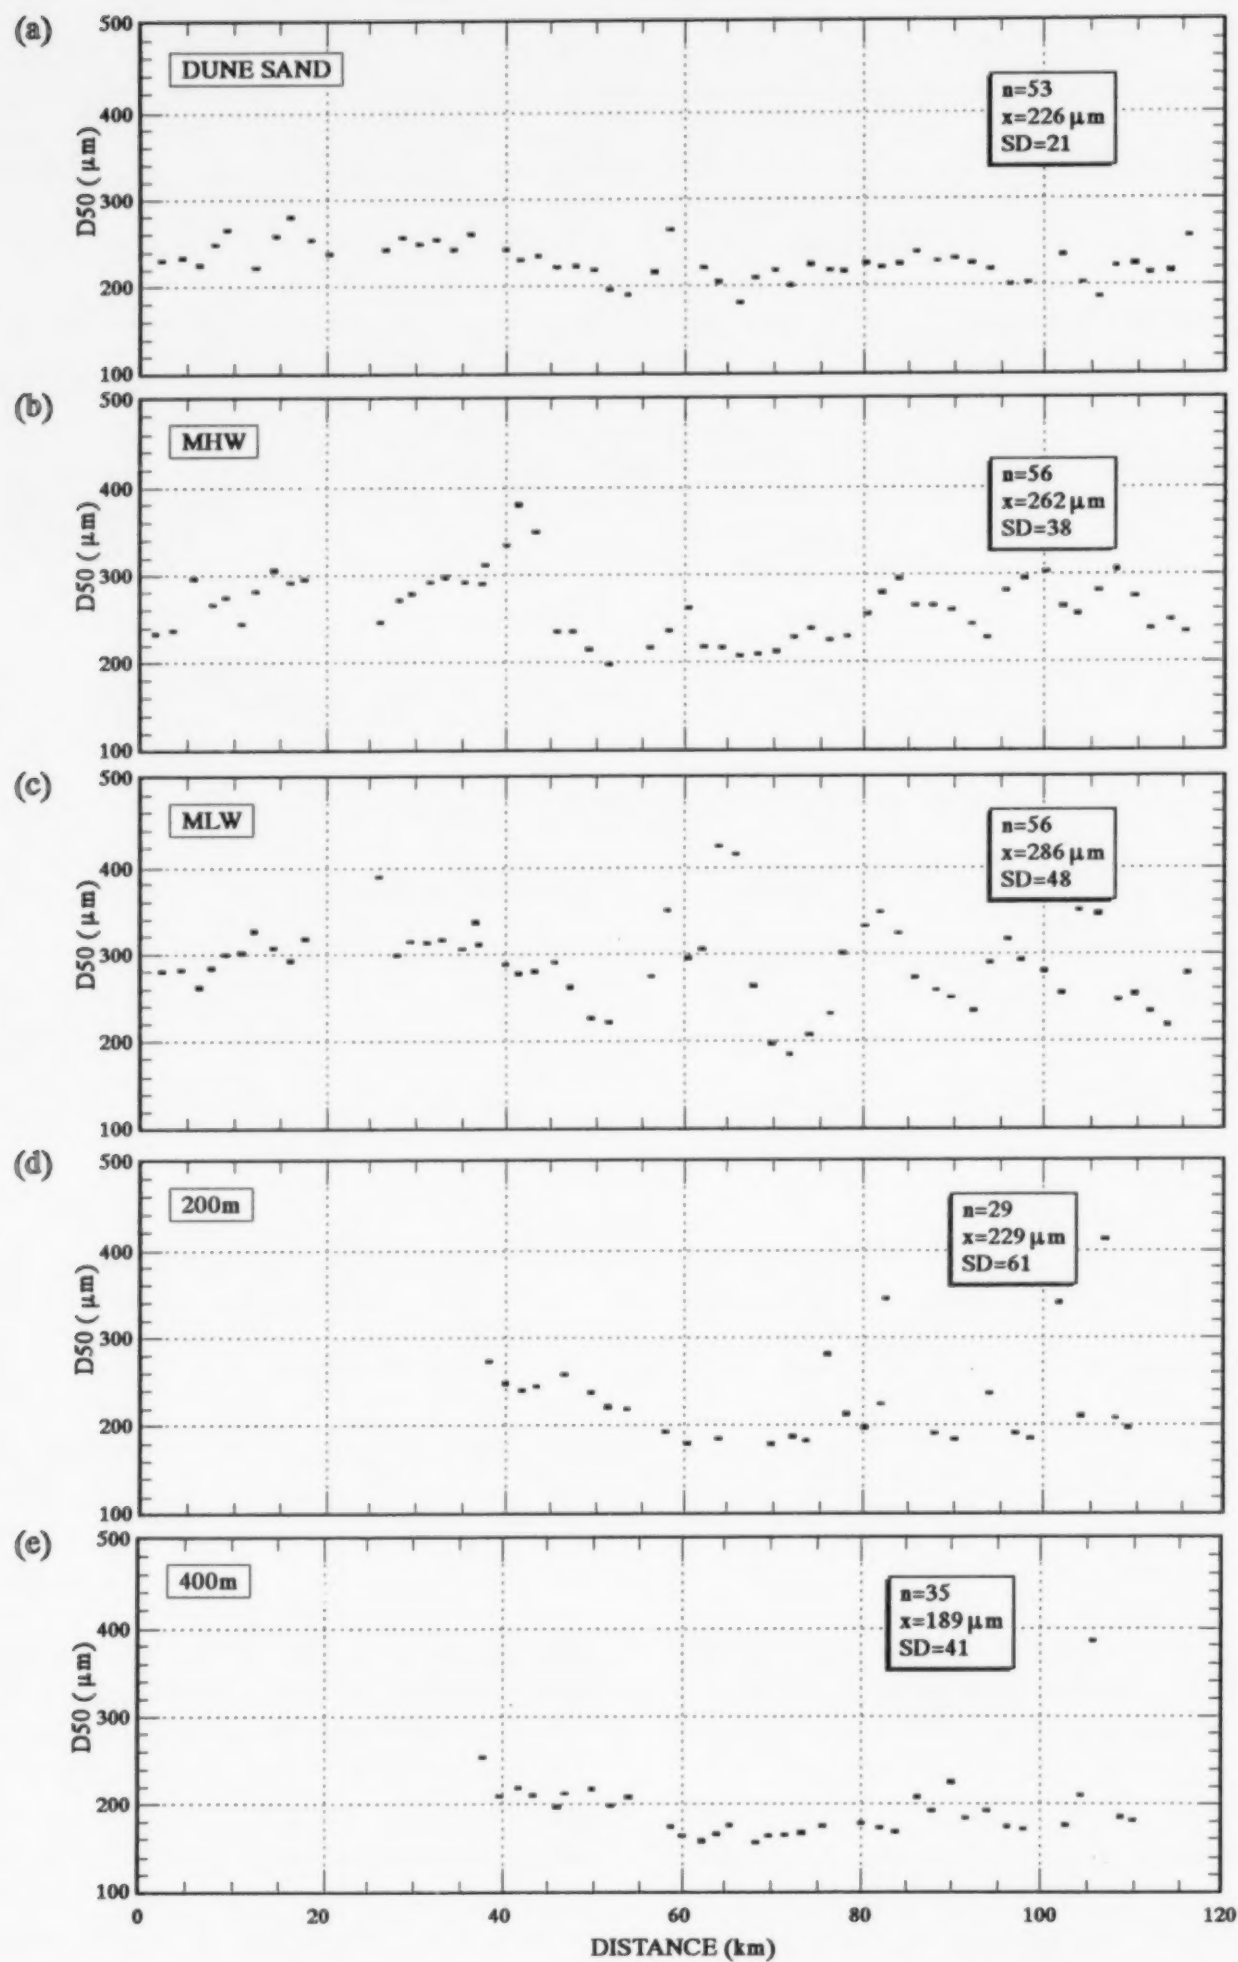 (a)
500
400
300
200
100
D50 (μm)
DUNE SAND
n=53
x=226 μm
SD=21
(b)
500
400
300
200
100
D50 (μm)
MHW
n=56
x=262 μm
SD=38
(c)
500
400
300
200
100
D50 (μm)
MLW
n=56
x=286 μm
SD=48
(d)
500
400
300
200
100
D50 (μm)
200m
n=29
x=229 μm
SD=61
(e)
500
400
300
200
100
D50 (μm)
400m
n=35
x=189 μm
SD=41
0 20 40 60 80 100 120
DISTANCE (km)